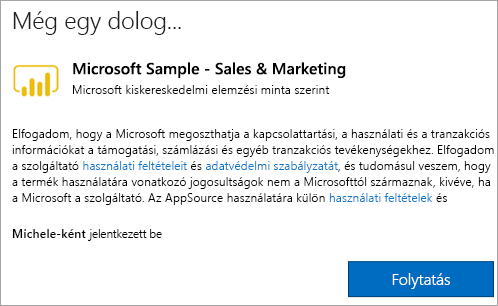 Még egy dolog...
Microsoft Sample - Sales & Marketing
Microsoft kiskereskedelmi elemzési minta szerint
Elfogadom, hogy a Microsoft megoszthatja a kapcsolattartási, a használati és a tranzakciós
információkat a támogatási, számlázási és egyéb tranzakciós tevékenységekhez. Elfogadom
a szolgáltató használati feltételeit és adatvédelmi szabályzatát, és tudomásul veszem, hogy
a termék használatára vonatkozó jogosultságok nem a Microsofttól származnak, kivéve, ha
a Microsoft a szolgáltató. Az AppSource használatára külön használati feltételek és
Michele-ként jelentkezett be
Folytatás